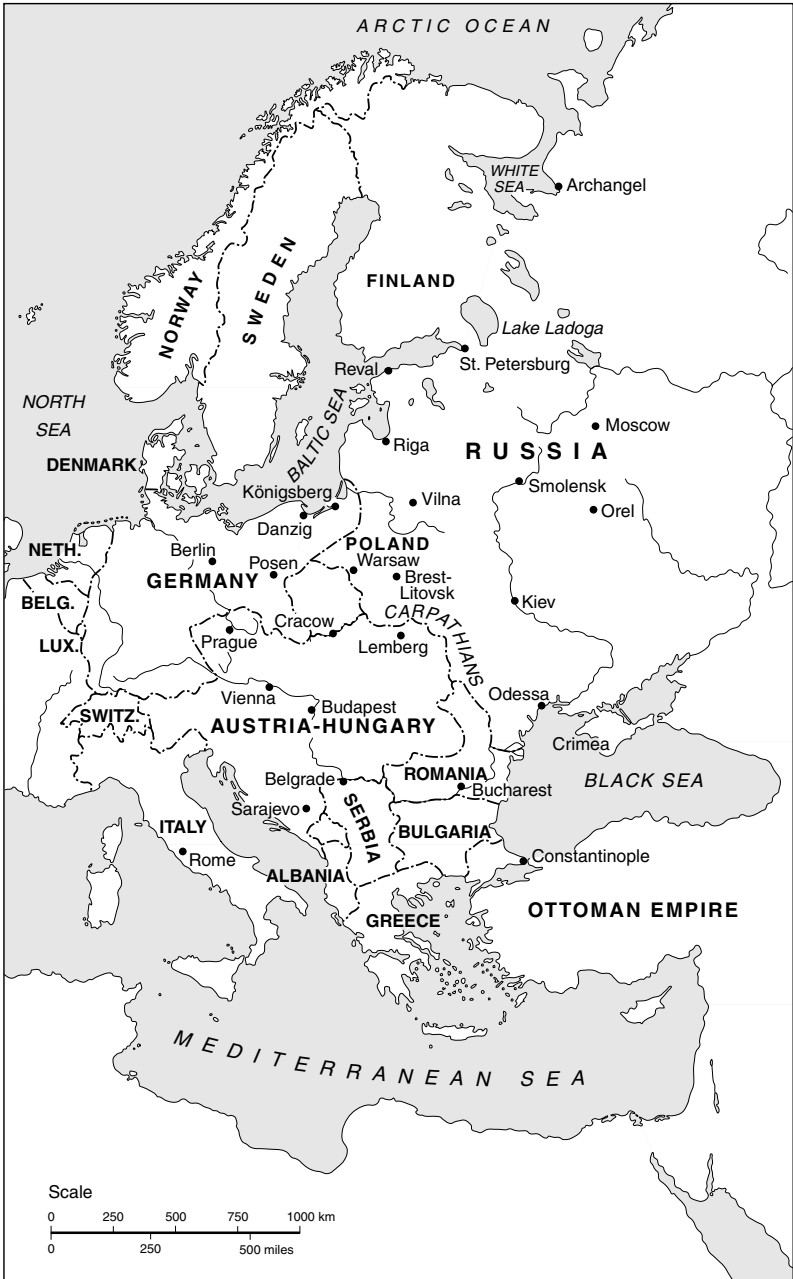 ARCTIC OCEAN
WHITE
SEA
Archangel
NORWAY
SWEDEN
FINLAND
Lake Ladoga
St. Petersburg
Reval
NORTH
SEA
BALTIC SEA
Moscow
Riga
RUSSIA
DENMARK
Smolensk
Königsberg
Vilna
Orel
Danzig
NETH.
Berlin
POLAND
Posen
Warsaw
GERMANY
Brest-
Litovsk
BELG.
Kiev
CARPATHIANS
Cracow
LUX.
Prague
Lemberg
Vienna
Odessa
SWITZ.
Budapest
AUSTRIA-HUNGARY
Crimea
Belgrade
ROMANIA
BLACK SEA
Bucharest
Sarajevo
SERBIA
ITALY
BULGARIA
Rome
Constantinople
ALBANIA
OTTOMAN EMPIRE
GREECE
MEDITERRANEAN SEA
Scale
0 250 500 750 1000 km
0 250 500 miles